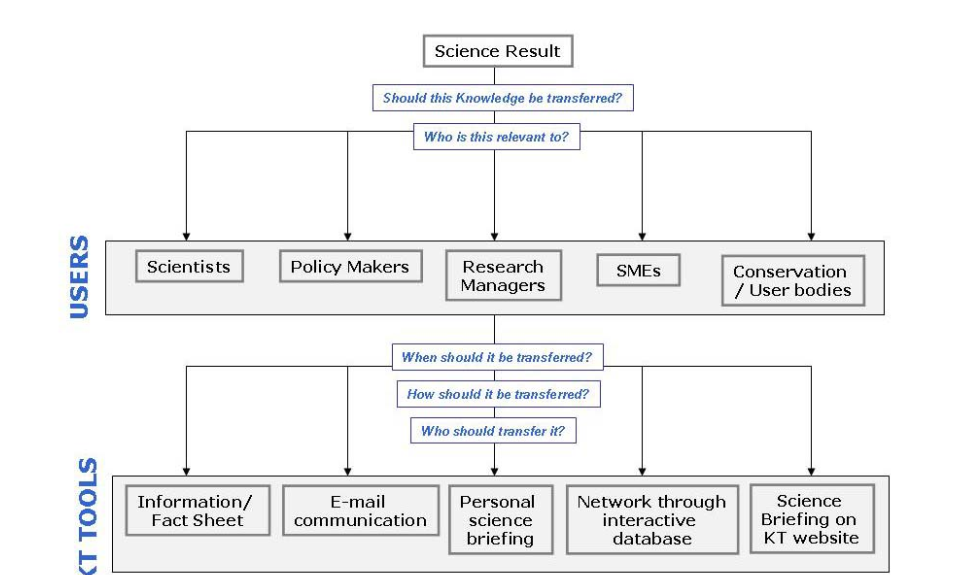 Science Result
Should this Knowledge be transferred?
Who is this relevant to?
USERS
Scientists
Policy Makers
Research
Managers
SMEs
Conservation
/ User bodies
When should it be transferred?
How should it be transferred?
Who should transfer it?
KT TOOLS
Information/
Fact Sheet
E-mail
communication
Personal
science
briefing
Network through
interactive
database
Science
Briefing on
KT website